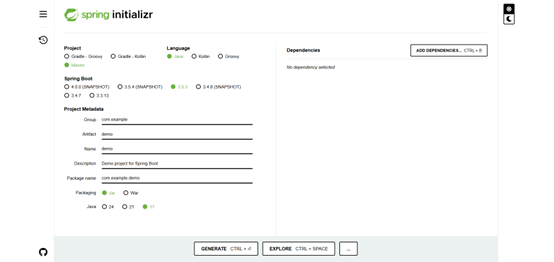 spring initializr
Project
Gradle - Groovy
Gradle - Kotlin
Maven
Language
Java
Kotlin
Groovy
Spring Boot
4.0.0 (SNAPSHOT)
3.5.4 (SNAPSHOT)
3.5.3
3.4.8 (SNAPSHOT)
3.4.7
3.3.13
Project Metadata
Group com.example
Artifact demo
Name demo
Description Demo project for Spring Boot
Package name com.example.demo
Packaging Jar War
Java 24 21 17
Dependencies
ADD DEPENDENCIES... CTRL + B
No dependency selected
GENERATE CTRL + ⏎
EXPLORE CTRL + SPACE
...